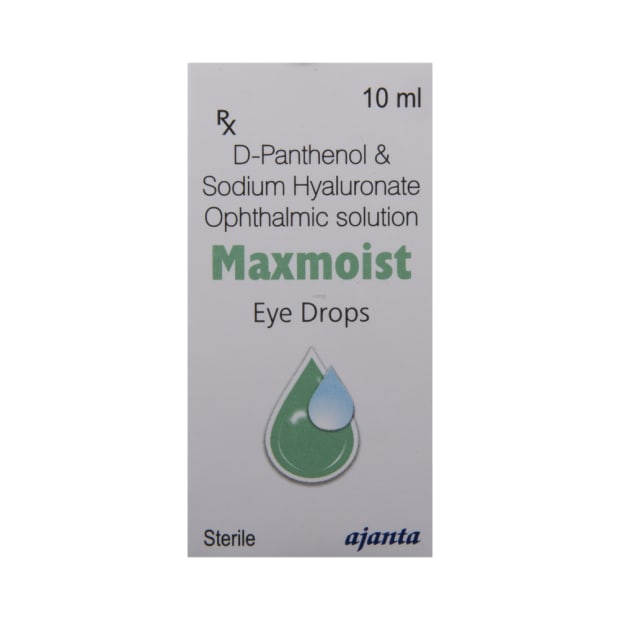 10 ml
Rx
D-Panthenol &
Sodium Hyaluronate
Ophthalmic solution
Maxmoist
Eye Drops
Sterile
ajanta